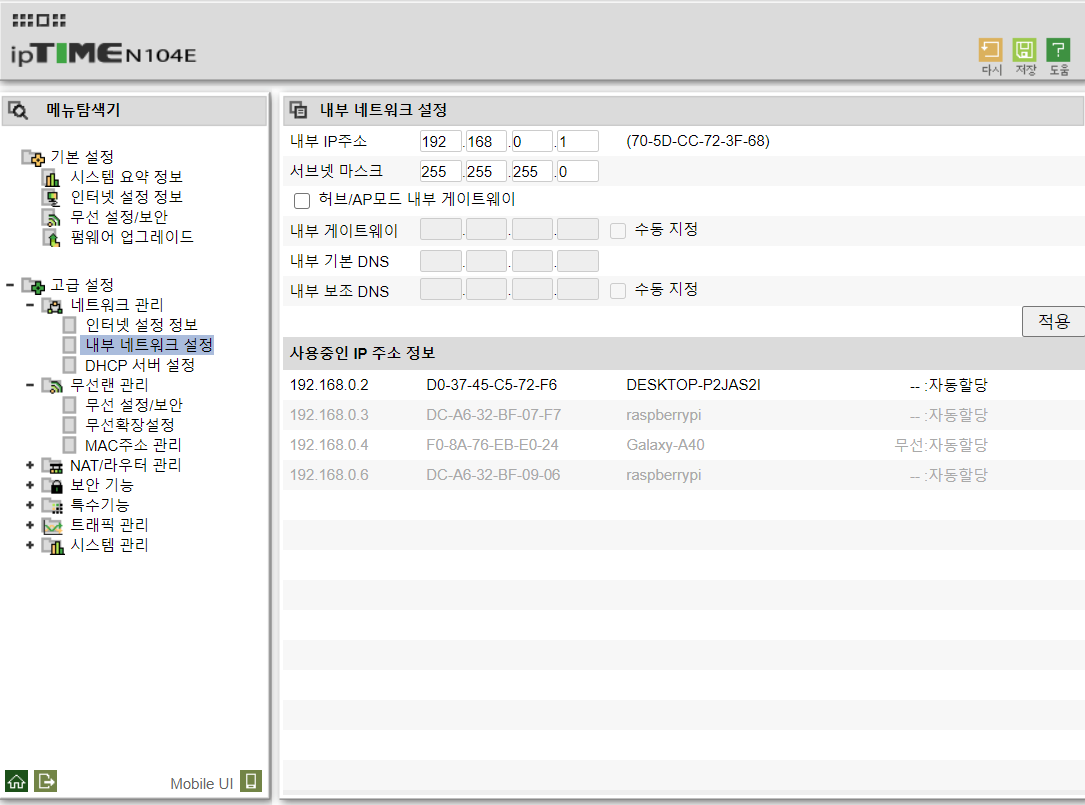 ipTIME N104E
다시 저장 도움
메뉴탐색기
기본 설정
시스템 요약 정보
인터넷 설정 정보
무선 설정/보안
펌웨어 업그레이드
고급 설정
네트워크 관리
인터넷 설정 정보
내부 네트워크 설정
DHCP 서버 설정
무선랜 관리
무선 설정/보안
무선확장설정
MAC주소 관리
NAT/라우터 관리
보안 기능
특수기능
트래픽 관리
시스템 관리
Mobile UI
내부 네트워크 설정
내부 IP주소 192 . 168 . 0 . 1 (70-5D-CC-72-3F-68)
서브넷 마스크 255 . 255 . 255 . 0
허브/AP모드 내부 게이트웨이
내부 게이트웨이 . . . 수동 지정
내부 기본 DNS . . .
내부 보조 DNS . . . 수동 지정
적용
사용중인 IP 주소 정보
192.168.0.2 D0-37-45-C5-72-F6 DESKTOP-P2JAS2I -- :자동할당
192.168.0.3 DC-A6-32-BF-07-F7 raspberrypi -- :자동할당
192.168.0.4 F0-8A-76-EB-E0-24 Galaxy-A40 무선:자동할당
192.168.0.6 DC-A6-32-BF-09-06 raspberrypi -- :자동할당